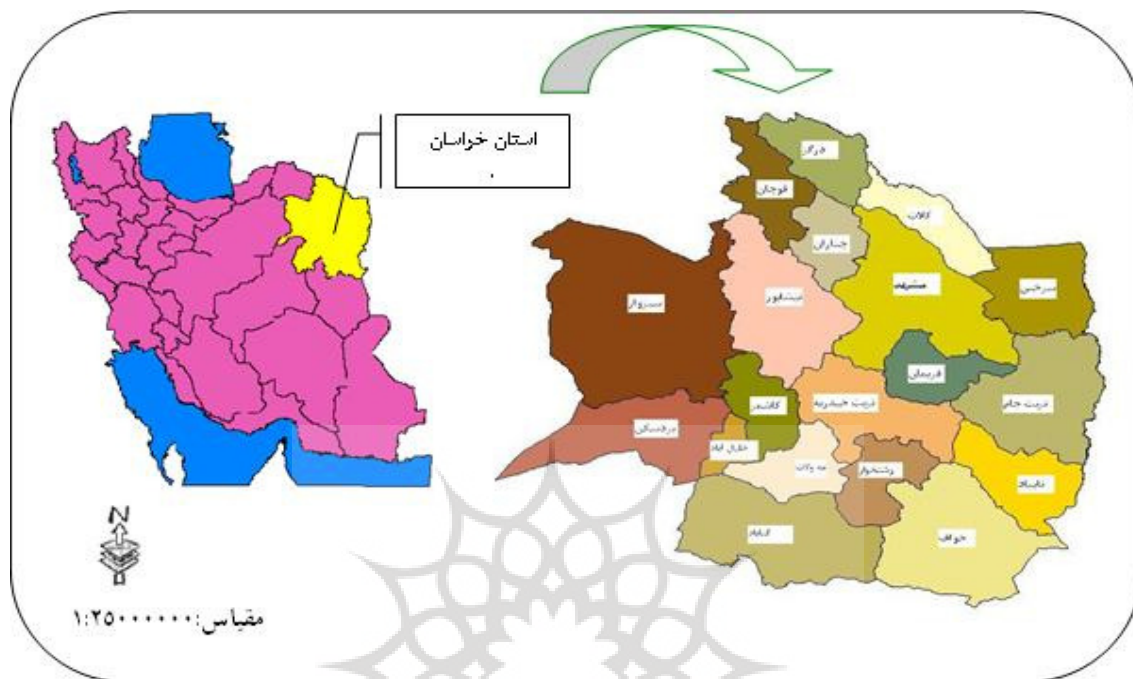 استان خراسان
.
درگز
قوچان
کلات
چناران
مشهد
سرخس
سبزوار
نیشابور
فریمان
کاشمر
تربت حیدریه
تربت جام
بردسکن
خلیل آباد
مه ولات
رشتخوار
تایباد
گناباد
خواف
N
مقیاس:۱:۲۵۰۰۰۰۰۰